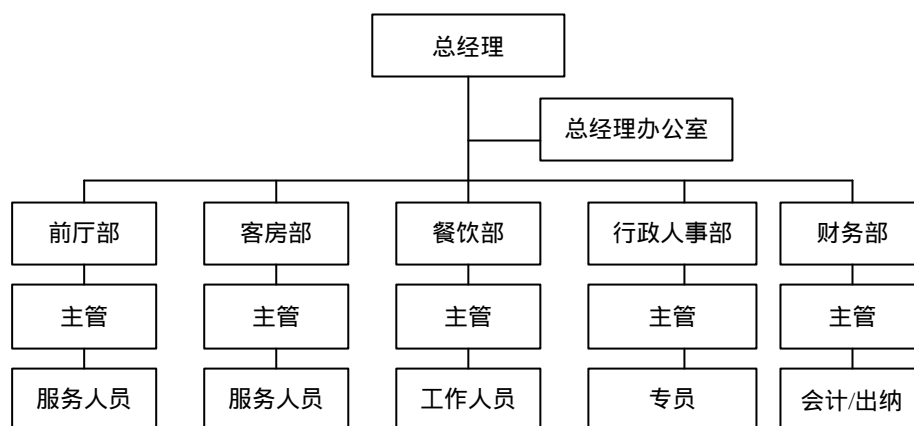 总经理
总经理办公室
前厅部
客房部
餐饮部
行政人事部
财务部
主管
主管
主管
主管
主管
服务人员
服务人员
工作人员
专员
会计/出纳